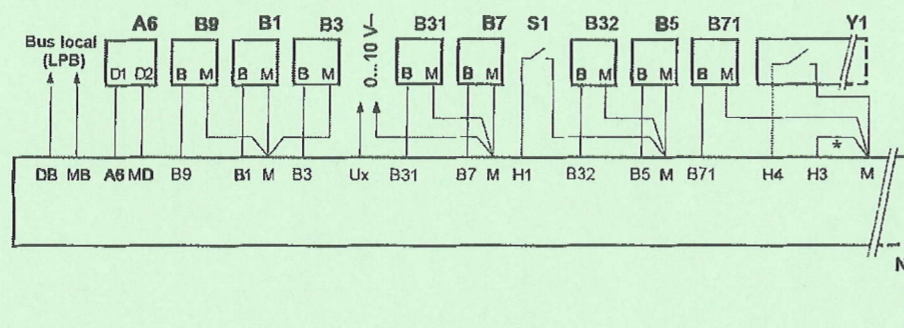 A6 B9 B1 B3 0...10 V⎓ B31 B7 S1 B32 B5 B71 Y1
Bus local
(LPB)
D1 D2 B M B M B M B M B M B M B M
DB MB A6 MD B9 B1 M B3 Ux B31 B7 M H1 B32 B5 M B71 H4 H3 * M
N